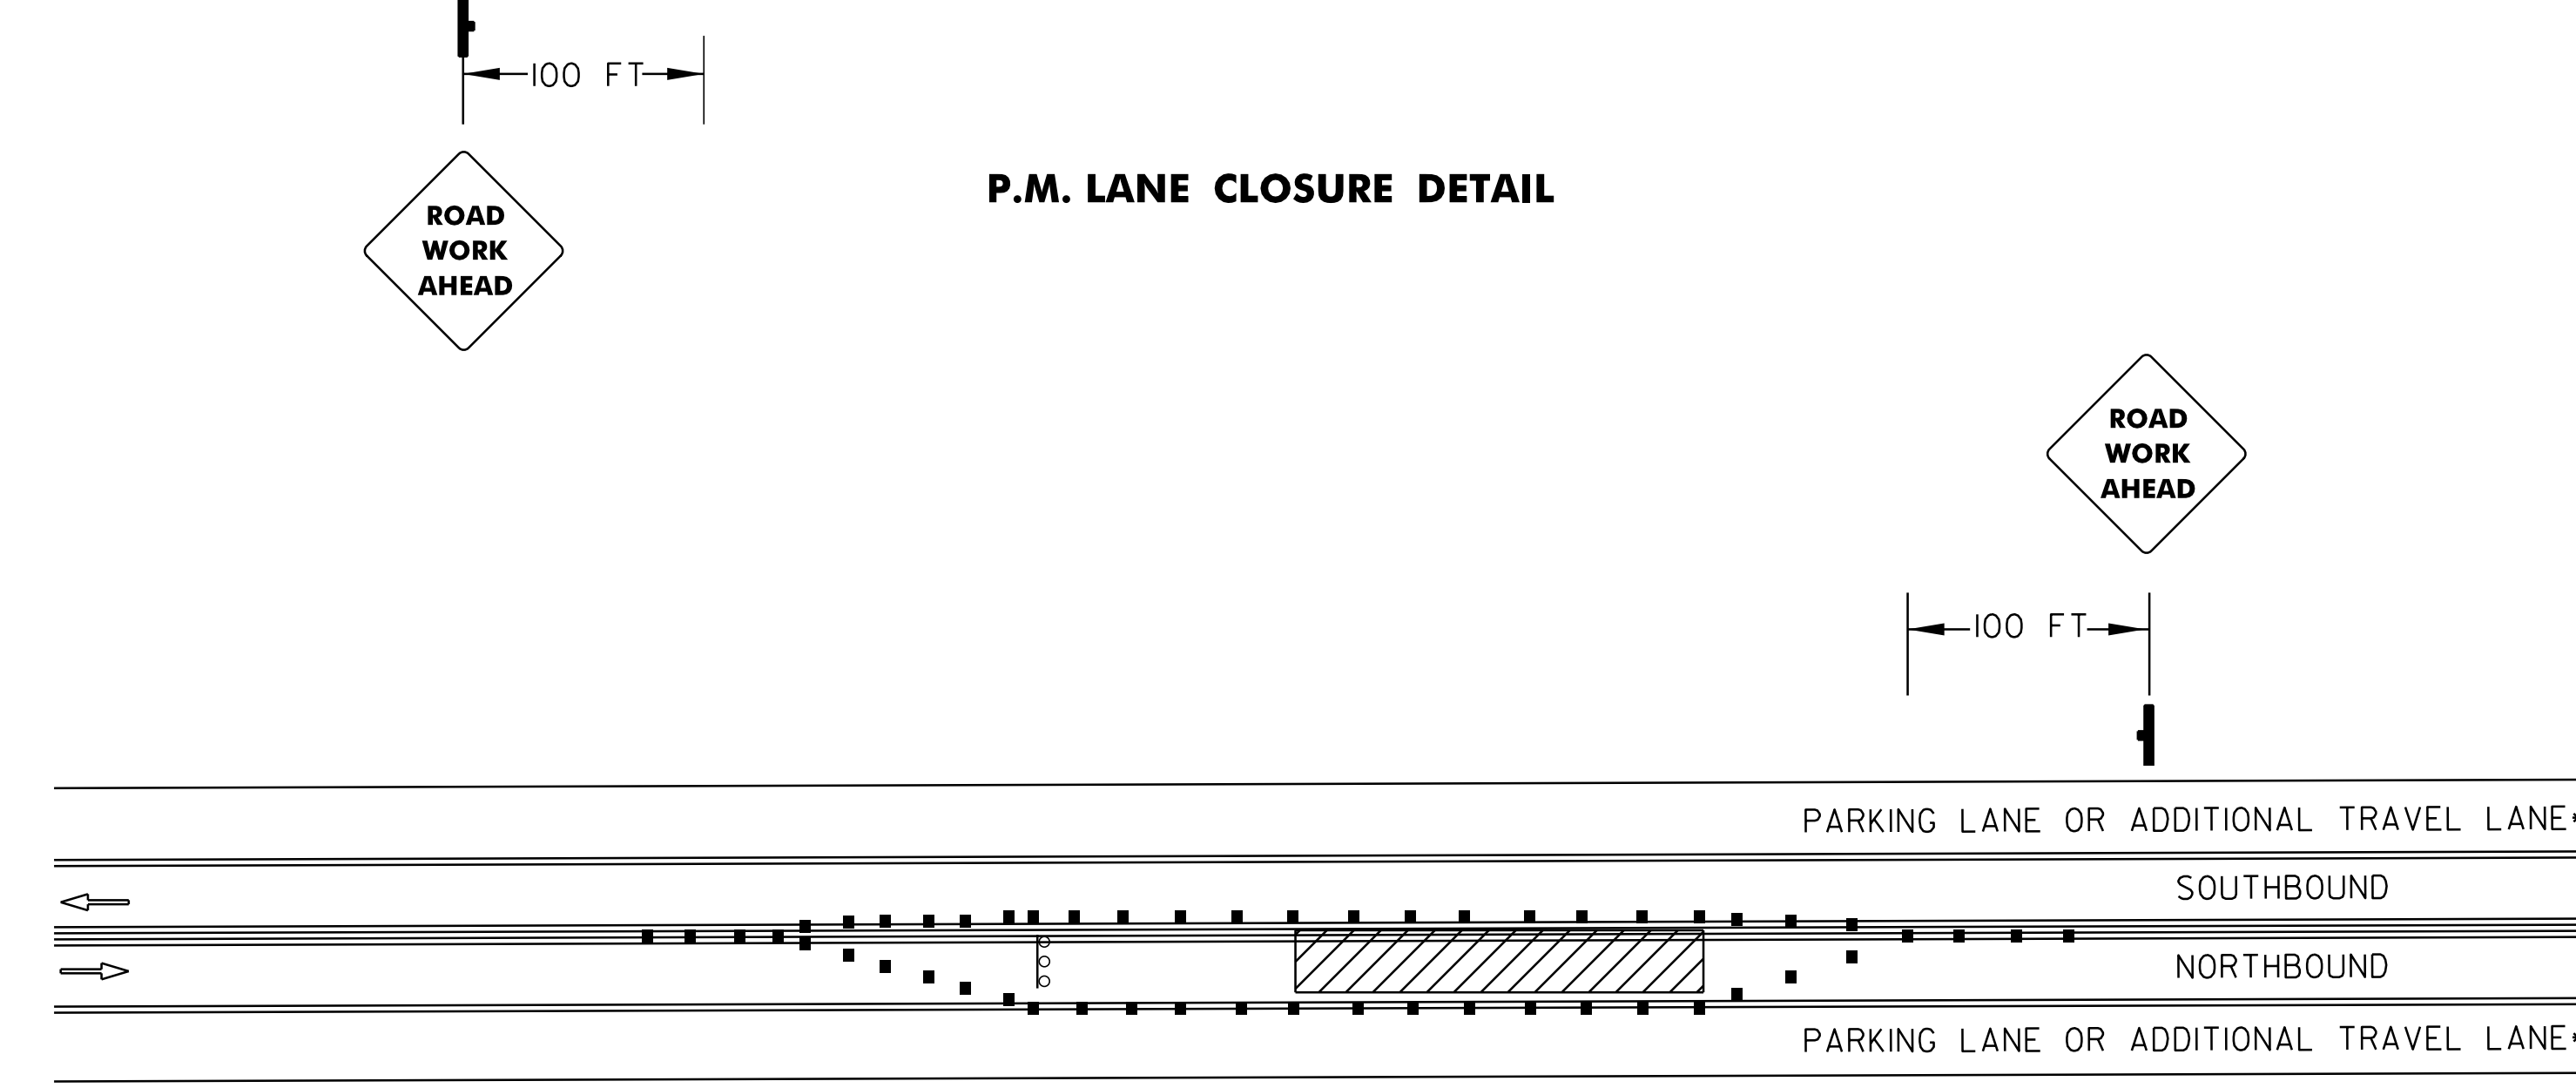 100 FT
ROAD
WORK
AHEAD
P.M. LANE CLOSURE DETAIL
ROAD
WORK
AHEAD
100 FT
PARKING LANE OR ADDITIONAL TRAVEL LANE*
SOUTHBOUND
NORTHBOUND
PARKING LANE OR ADDITIONAL TRAVEL LANE*